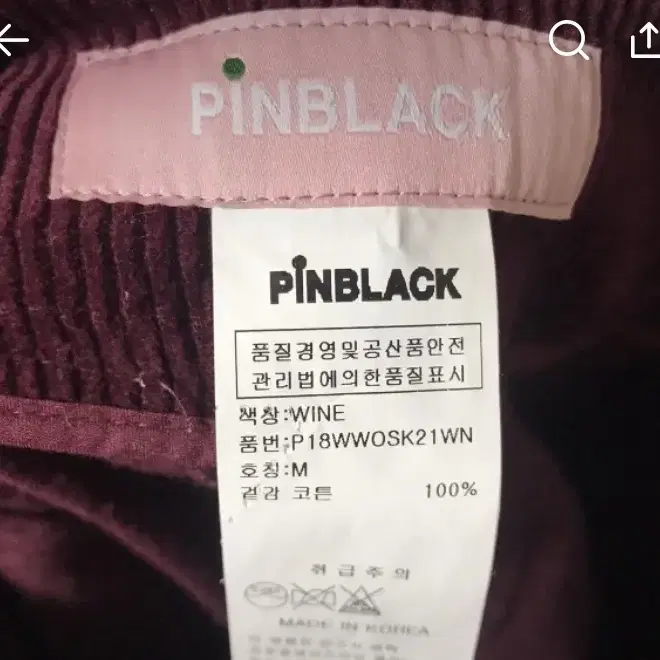 PINBLACK
PINBLACK
품질경영및공산품안전
관리법에의한품질표시
색상:WINE
품번:P18WWOSK21WN
호칭:M
겉감 코튼 100%
취급주의
MADE IN KOREA